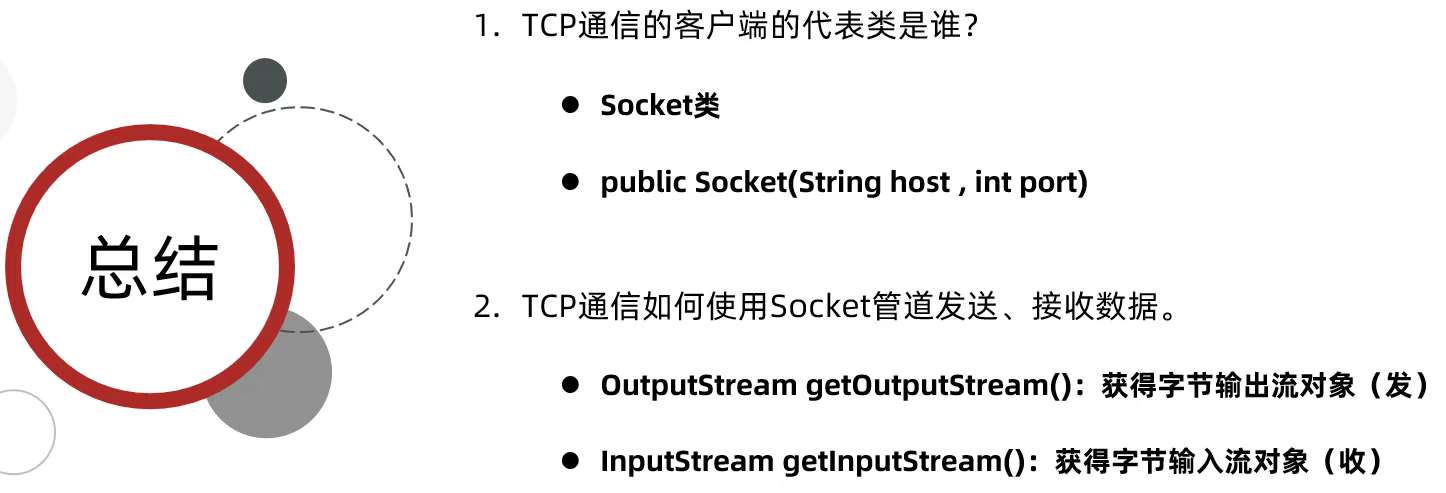 总结
1. TCP通信的客户端的代表类是谁？
● Socket类
● public Socket(String host , int port)
2. TCP通信如何使用Socket管道发送、接收数据。
● OutputStream getOutputStream()：获得字节输出流对象（发）
● InputStream getInputStream()：获得字节输入流对象（收）